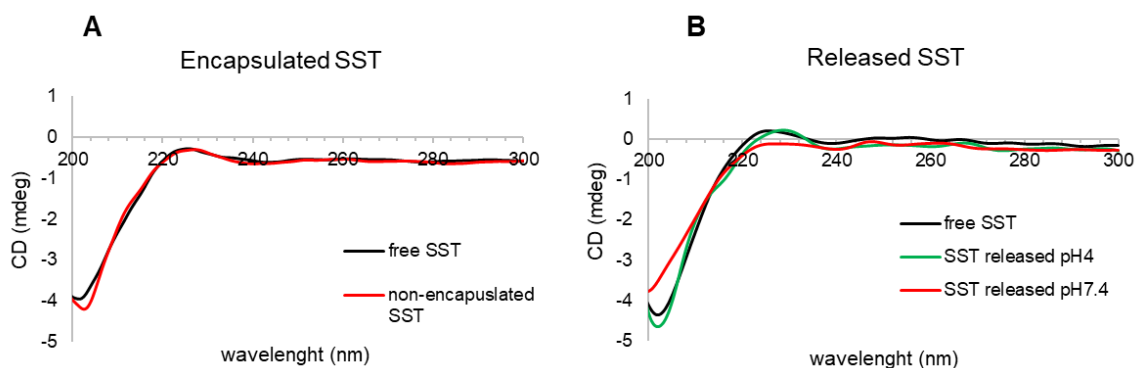 A
Encapsulated SST
1
0
200
220
240
260
280
300
-1
-2
-3
-4
-5
CD (mdeg)
free SST
non-encapuslated
SST
wavelenght (nm)
B
Released SST
1
0
200
220
240
260
280
300
-1
-2
-3
-4
-5
CD (mdeg)
free SST
SST released pH4
SST released pH7.4
wavelenght (nm)